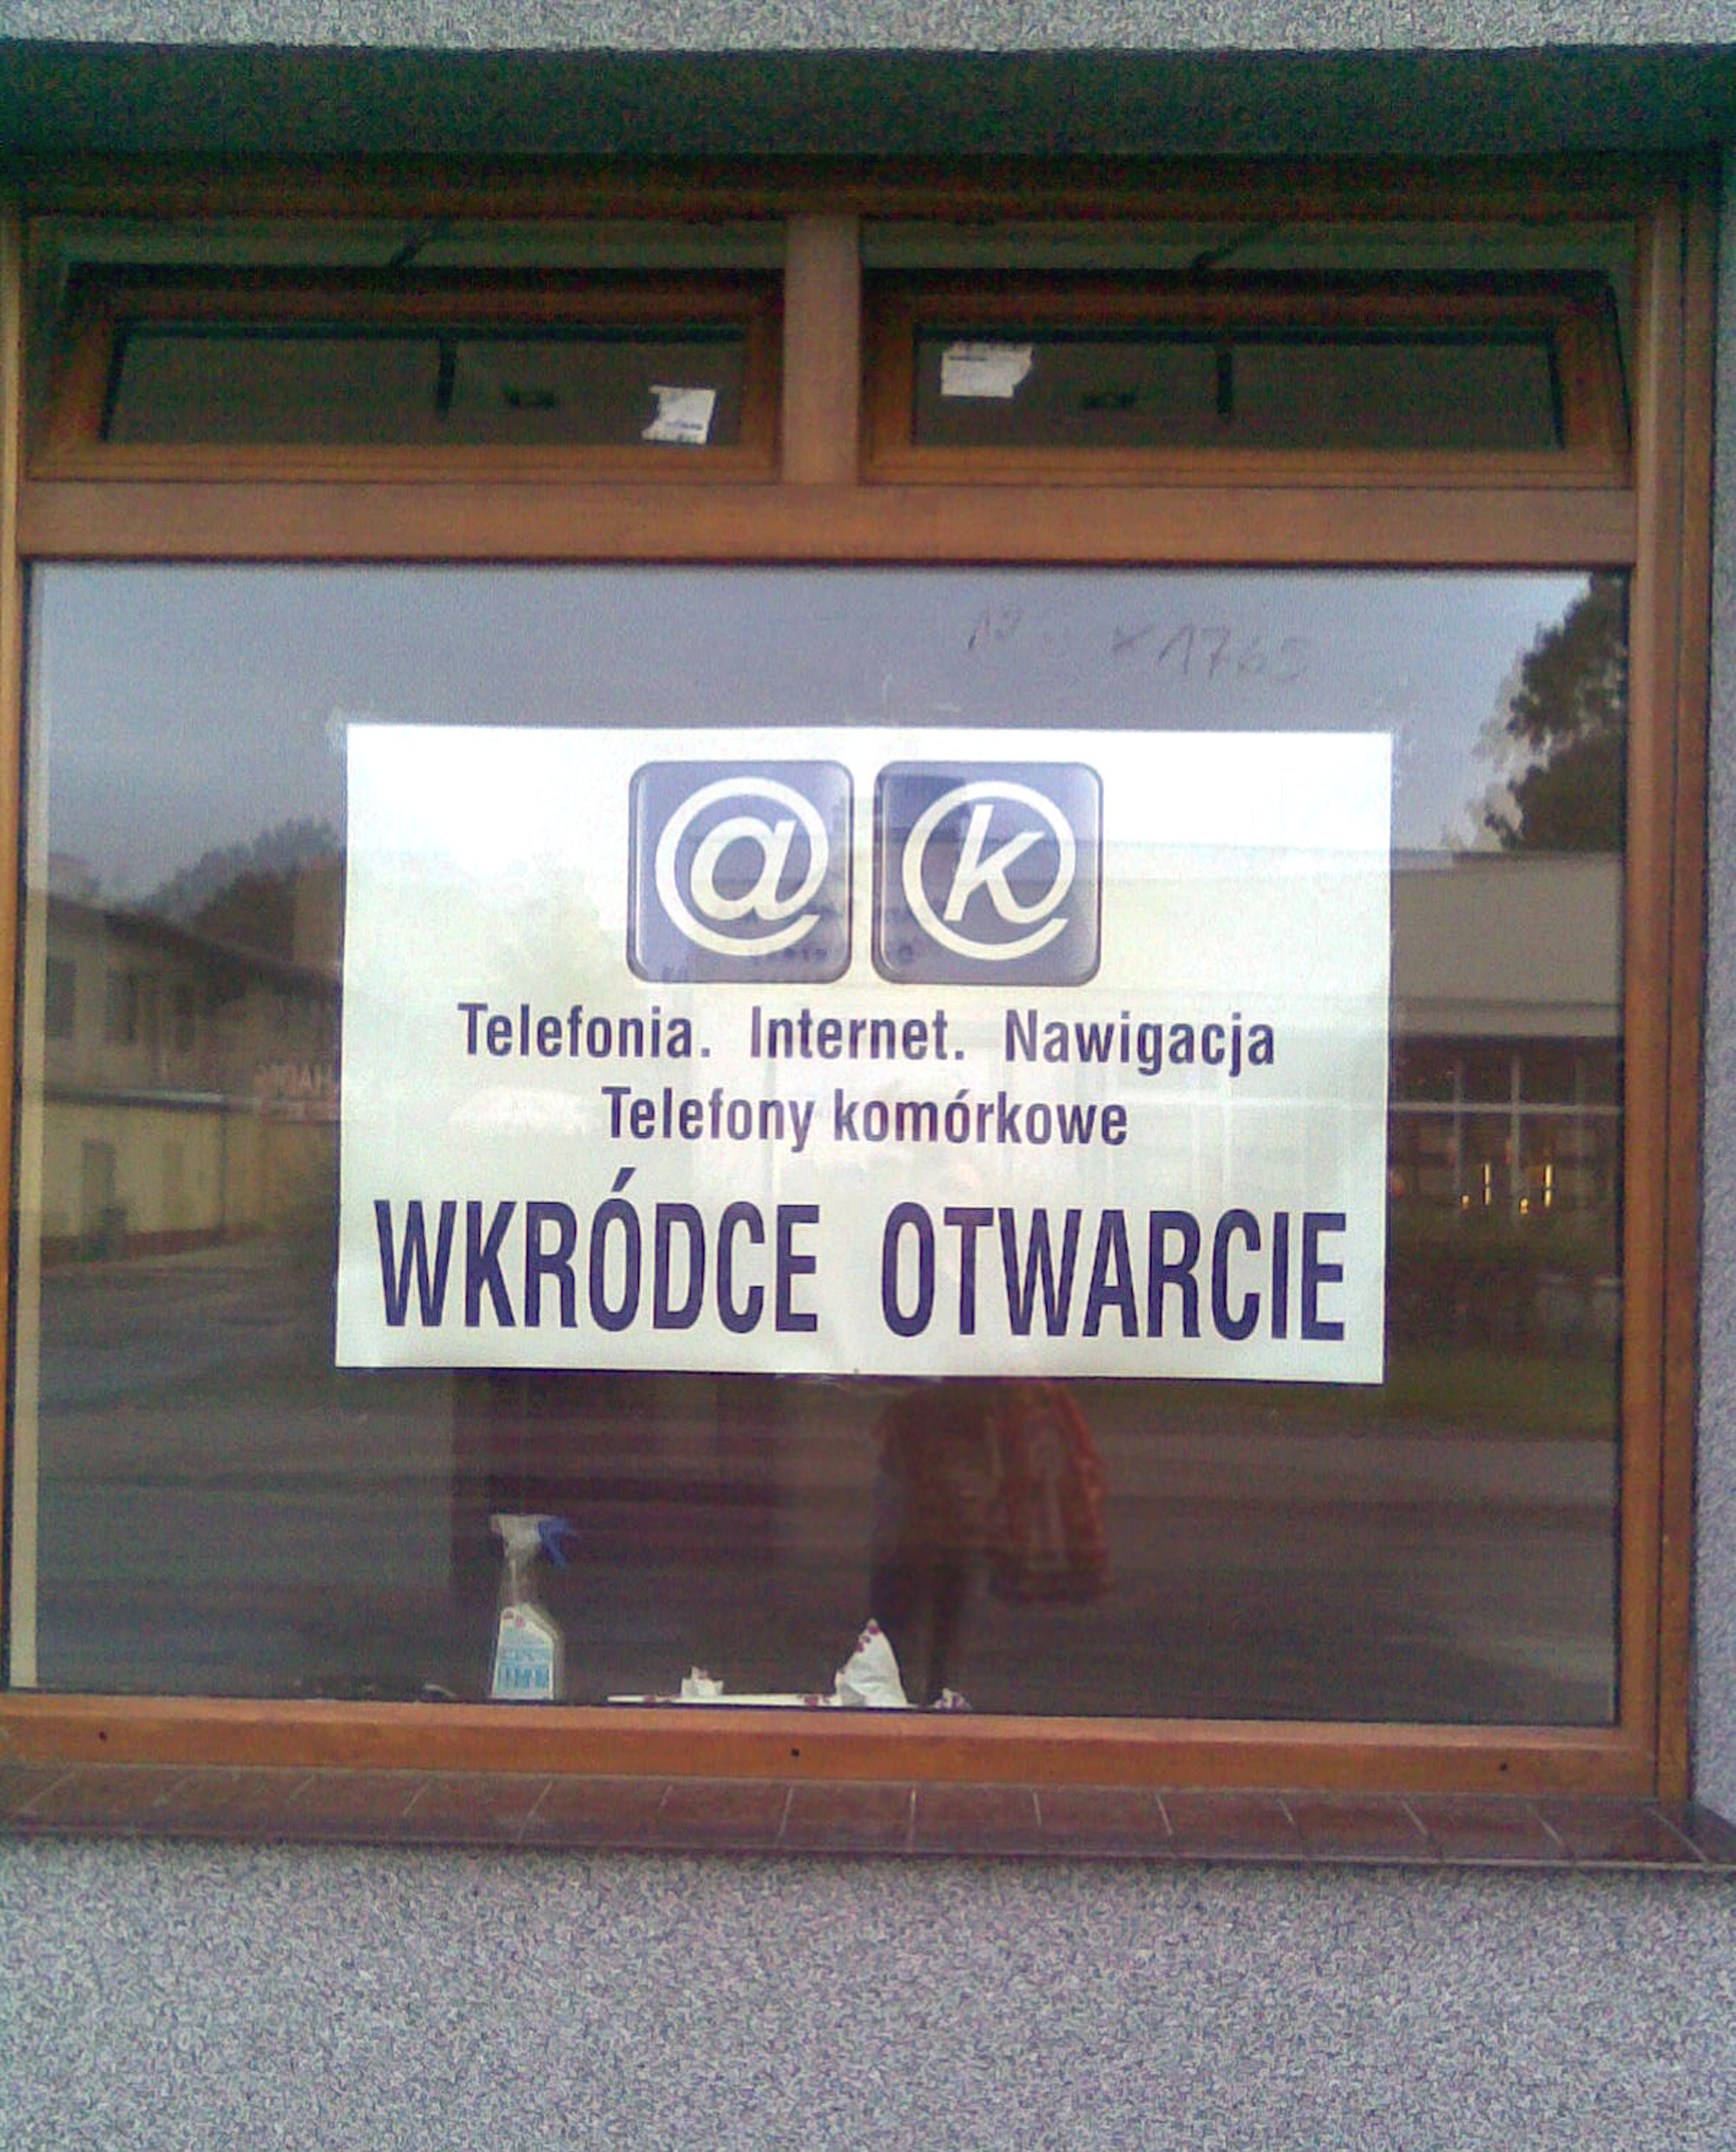 @ k
Telefonia. Internet. Nawigacja
Telefony komórkowe
WKRÓDCE OTWARCIE